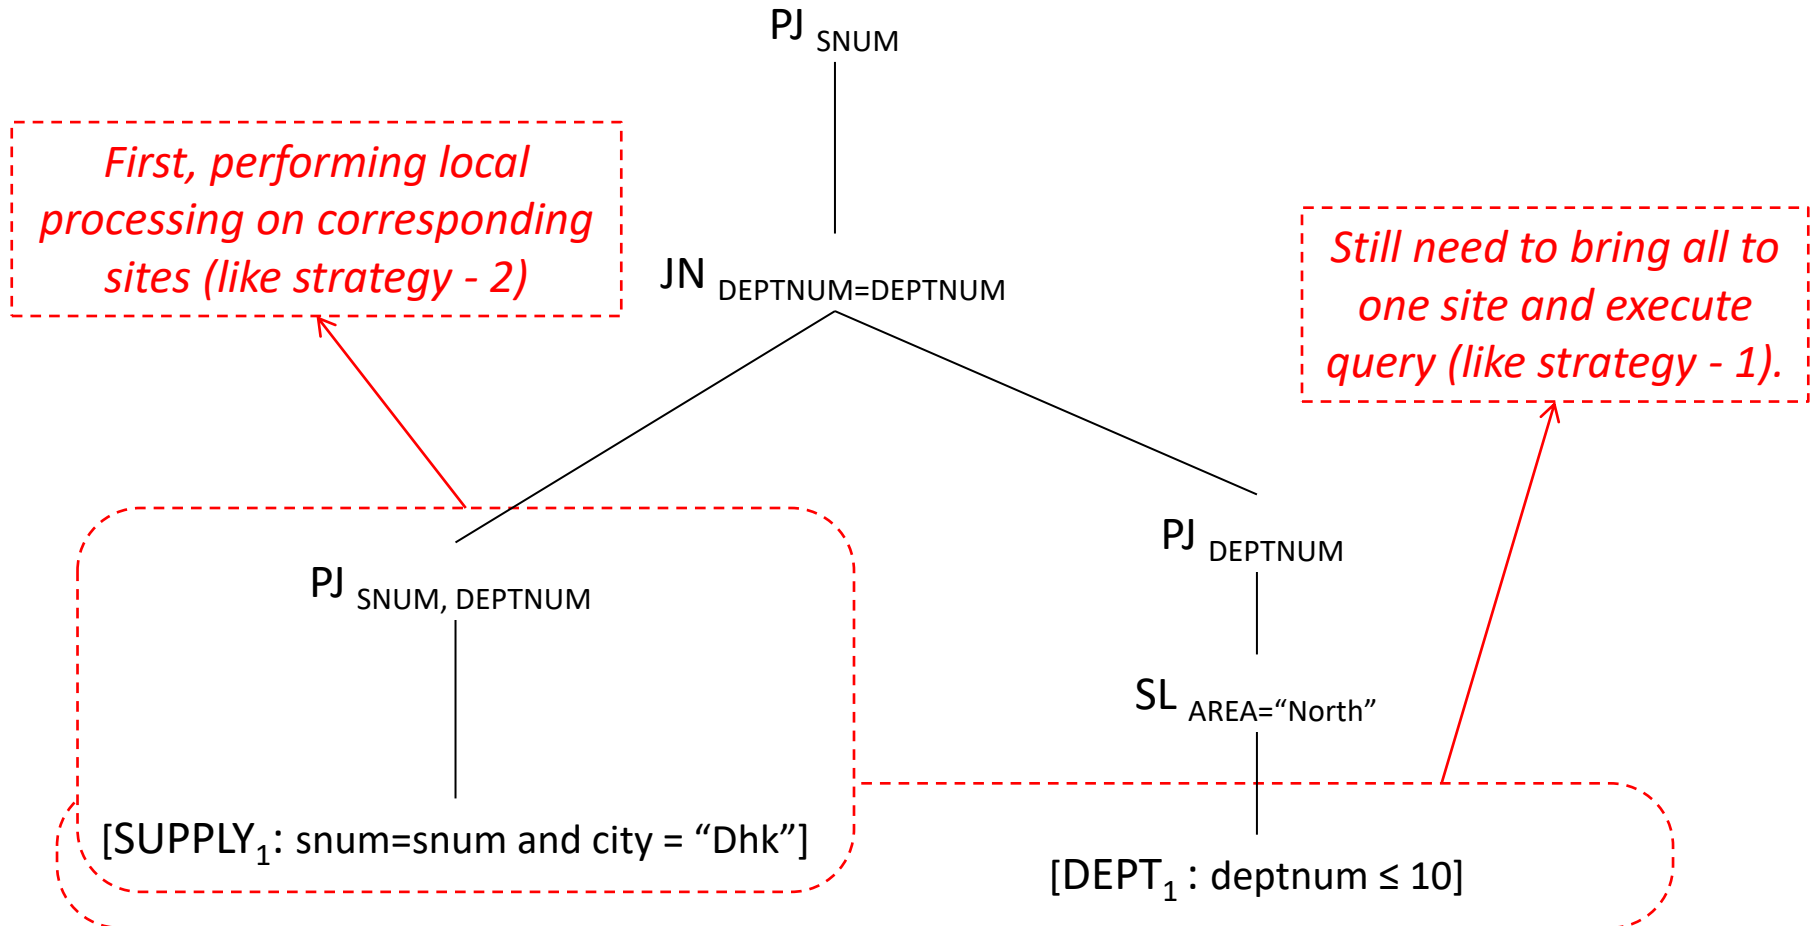 PJ SNUM
First, performing local
processing on corresponding
sites (like strategy - 2)
Still need to bring all to
one site and execute
query (like strategy - 1).
JN DEPTNUM=DEPTNUM
PJ SNUM, DEPTNUM
PJ DEPTNUM
SL AREA=“North”
[SUPPLY₁: snum=snum and city = “Dhk”]
[DEPT₁ : deptnum ≤ 10]